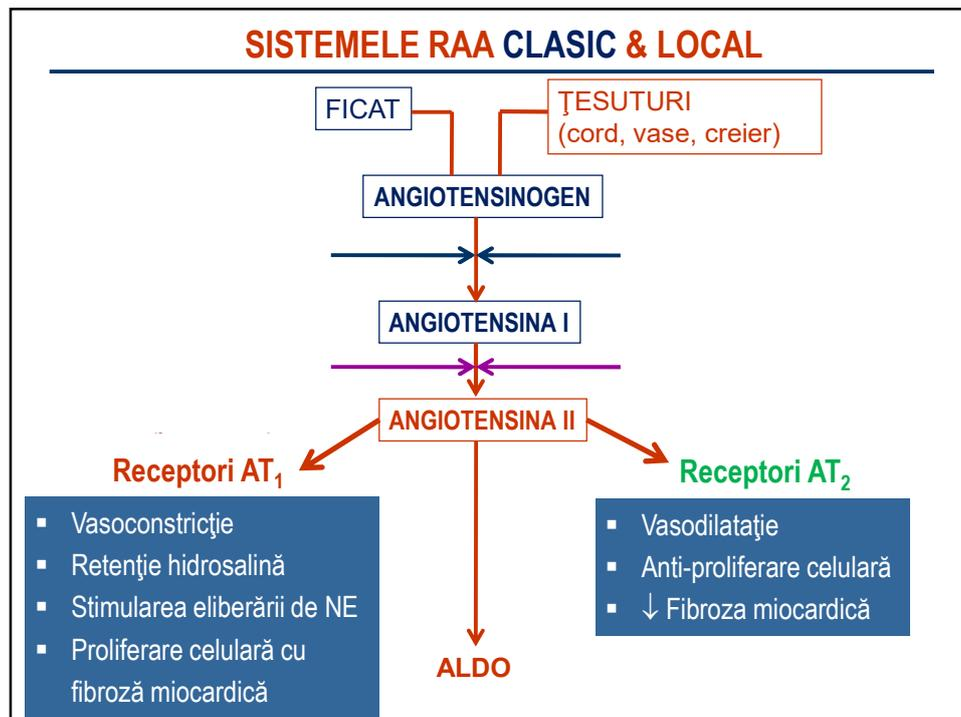 SISTEMELE RAA CLASIC & LOCAL
FICAT
ŢESUTURI
(cord, vase, creier)
ANGIOTENSINOGEN
ANGIOTENSINA I
ANGIOTENSINA II
Receptori AT₁
▪ Vasoconstricţie
▪ Retenţie hidrosalină
▪ Stimularea eliberării de NE
▪ Proliferare celulară cu
fibroză miocardică
Receptori AT₂
▪ Vasodilataţie
▪ Anti-proliferare celulară
▪ ↓ Fibroza miocardică
ALDO